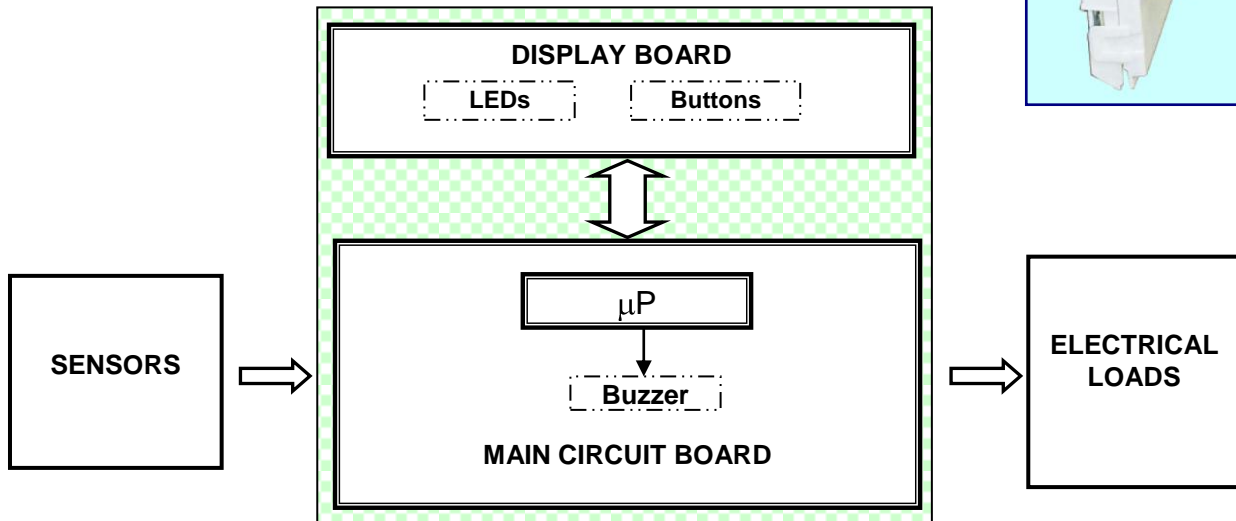 DISPLAY BOARD
LEDs
Buttons
μP
SENSORS
Buzzer
ELECTRICAL
LOADS
MAIN CIRCUIT BOARD